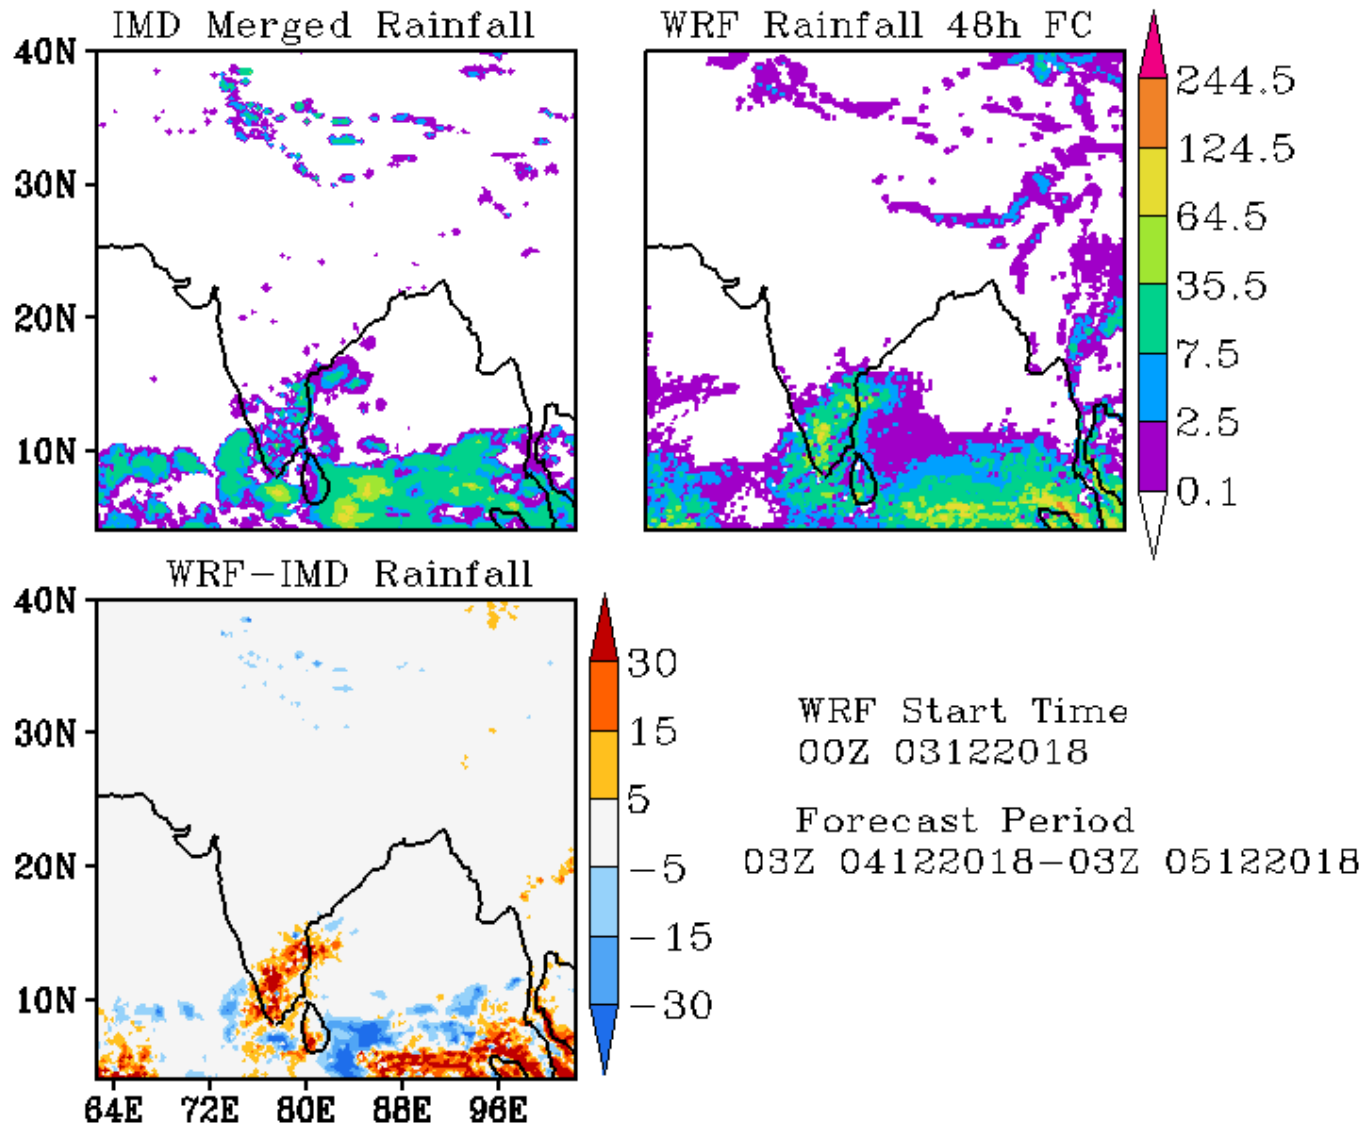 IMD Merged Rainfall
WRF Rainfall 48h FC
40N
30N
20N
10N
244.5
124.5
64.5
35.5
7.5
2.5
0.1
WRF-IMD Rainfall
40N
30N
20N
10N
64E 72E 80E 88E 96E
30
15
5
-5
-15
-30
WRF Start Time
00Z 03122018
Forecast Period
03Z 04122018-03Z 05122018